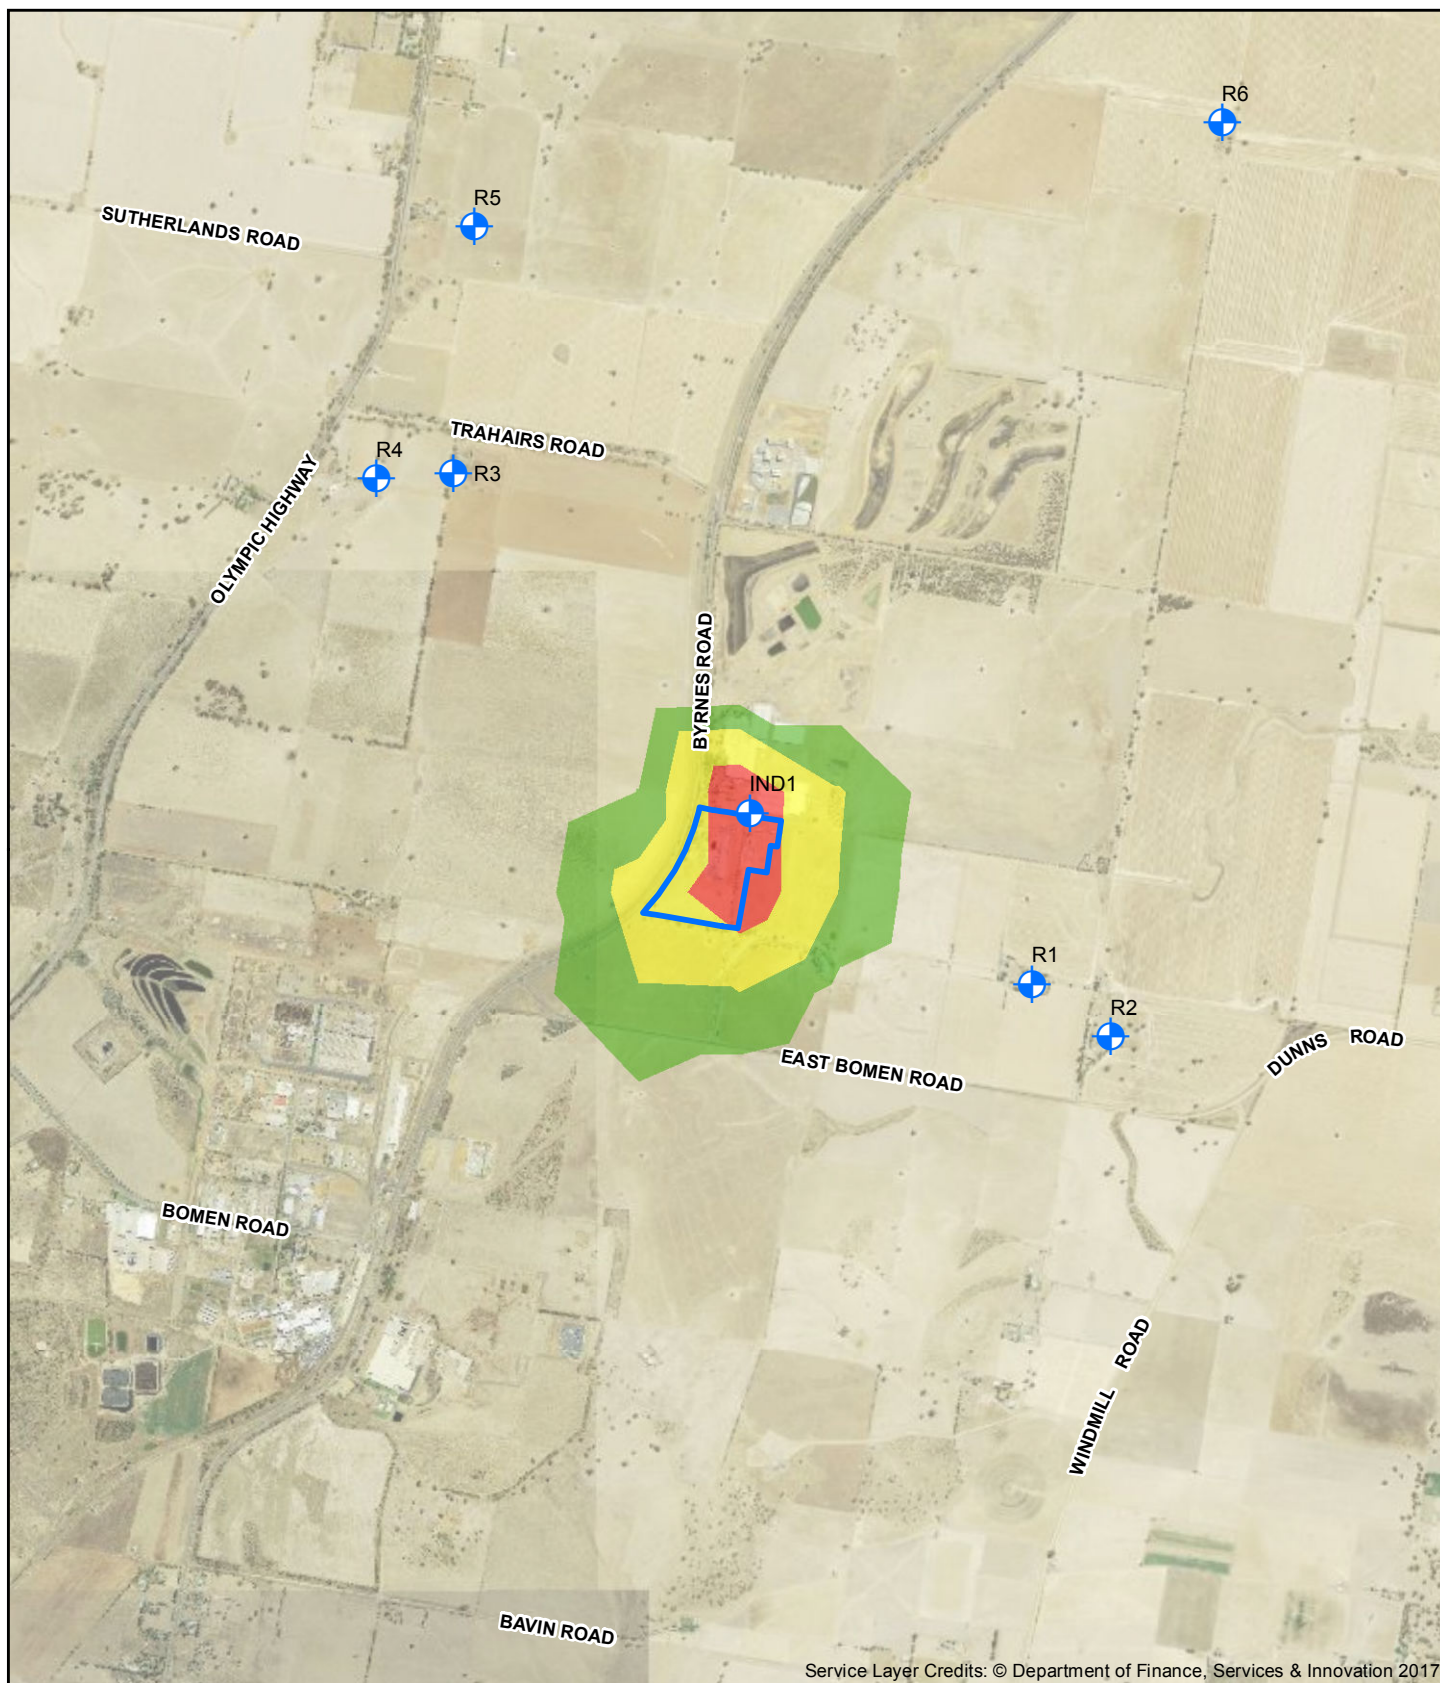 R6
R5
SUTHERLANDS ROAD
TRAHAIRS ROAD
R4
R3
OLYMPIC HIGHWAY
BYRNES ROAD
IND1
R1
R2
DUNNS ROAD
EAST BOMEN ROAD
BOMEN ROAD
WINDMILL ROAD
BAVIN ROAD
Service Layer Credits: © Department of Finance, Services & Innovation 2017